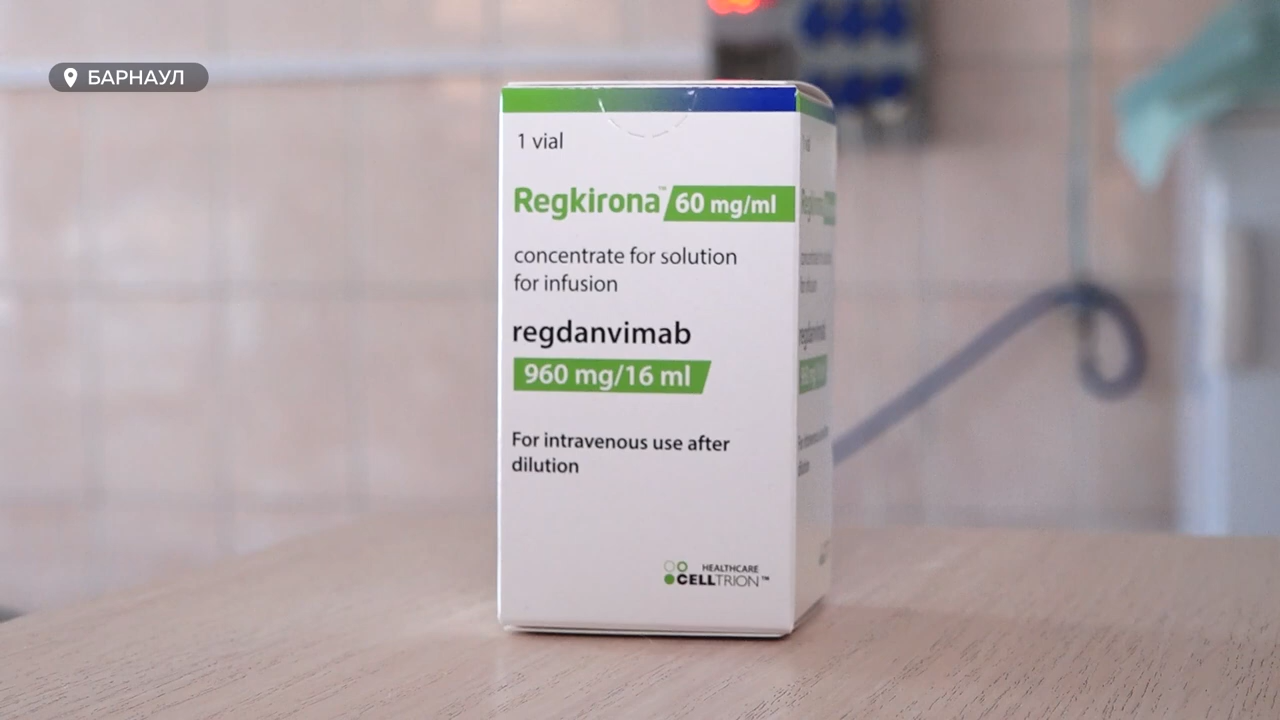 БАРНАУЛ
1 vial
Regkirona™ 60 mg/ml
concentrate for solution
for infusion
regdanvimab
960 mg/16 ml
For intravenous use after
dilution
HEALTHCARE
CELLTRION™